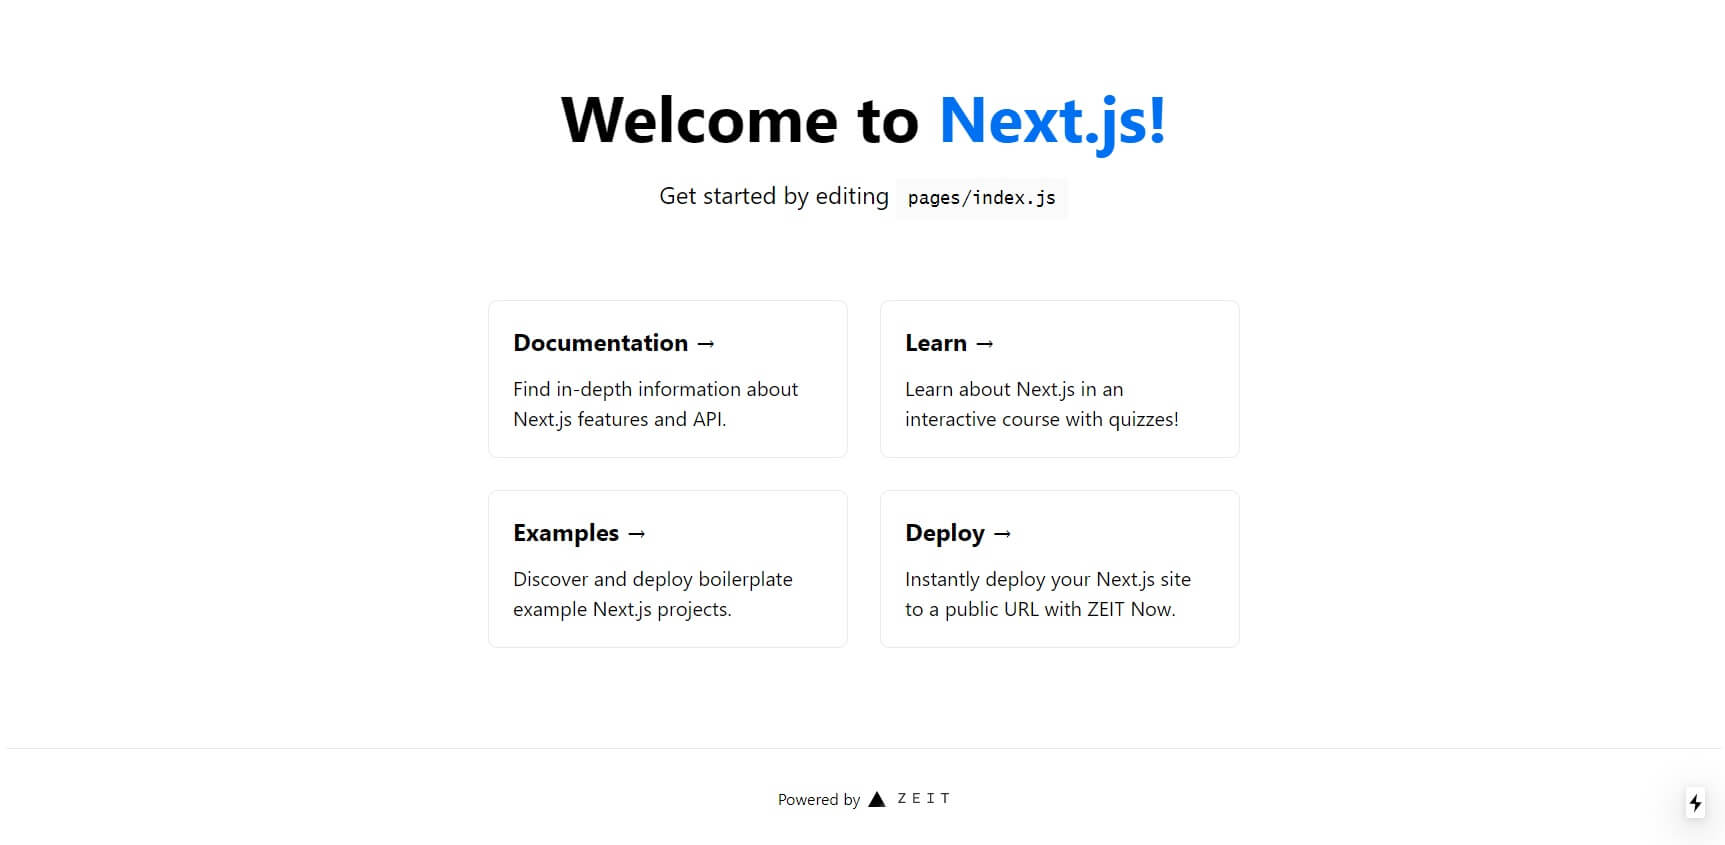 Welcome to Next.js!
Get started by editing pages/index.js
Documentation →
Find in-depth information about
Next.js features and API.
Learn →
Learn about Next.js in an
interactive course with quizzes!
Examples →
Discover and deploy boilerplate
example Next.js projects.
Deploy →
Instantly deploy your Next.js site
to a public URL with ZEIT Now.
Powered by ZEIT